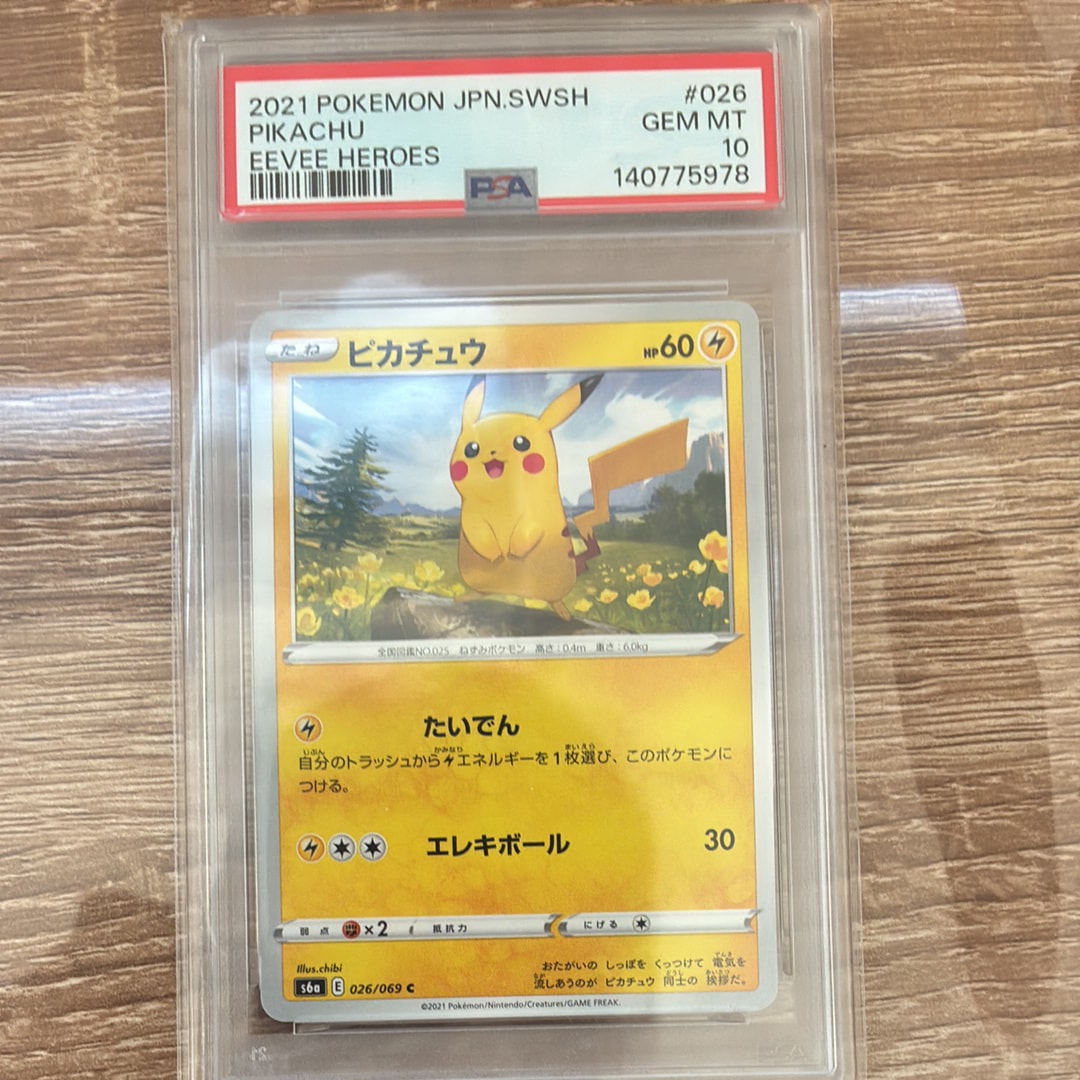 2021 POKEMON JPN.SWSH #026
PIKACHU GEM MT
EEVEE HEROES 10
PSA 140775978
たね ピカチュウ HP60
全国図鑑NO.025 ねずみポケモン 高さ:0.4m 重さ:6.0kg
たいでん
自分のトラッシュからエネルギーを1枚選び、このポケモンに
つける。
エレキボール 30
弱点 ×2 抵抗力 にげる
Illus.chibi
おたがいの しっぽを くっつけて 電気を
流しあうのが ピカチュウ 同士の 挨拶だ。
s6a E 026/069 C
©2021 Pokémon/Nintendo/Creatures/GAME FREAK.